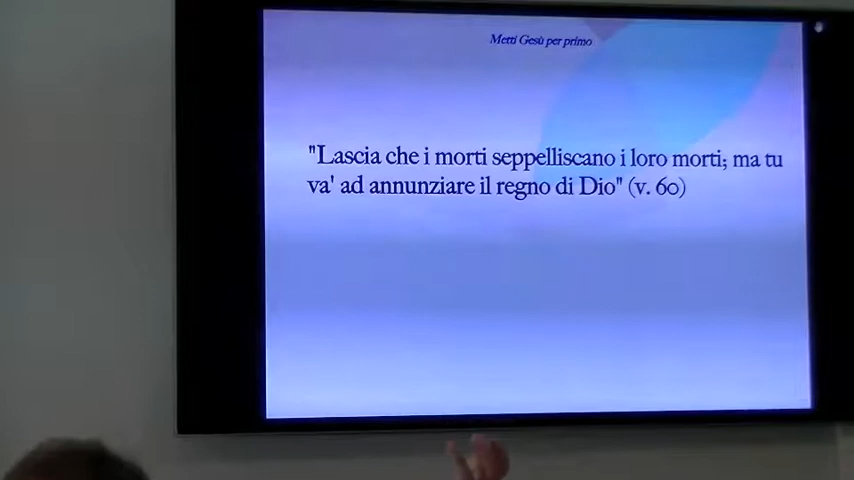 Metti Gesù per primo
"Lascia che i morti seppelliscano i loro morti; ma tu
va' ad annunziare il regno di Dio" (v. 60)